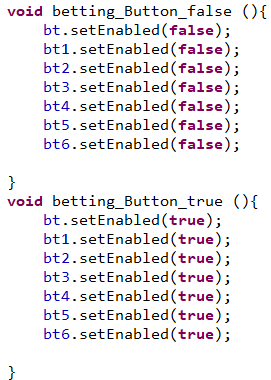 void betting_Button_false (){
    bt.setEnabled(false);
    bt1.setEnabled(false);
    bt2.setEnabled(false);
    bt3.setEnabled(false);
    bt4.setEnabled(false);
    bt5.setEnabled(false);
    bt6.setEnabled(false);

}
void betting_Button_true (){
    bt.setEnabled(true);
    bt1.setEnabled(true);
    bt2.setEnabled(true);
    bt3.setEnabled(true);
    bt4.setEnabled(true);
    bt5.setEnabled(true);
    bt6.setEnabled(true);

}